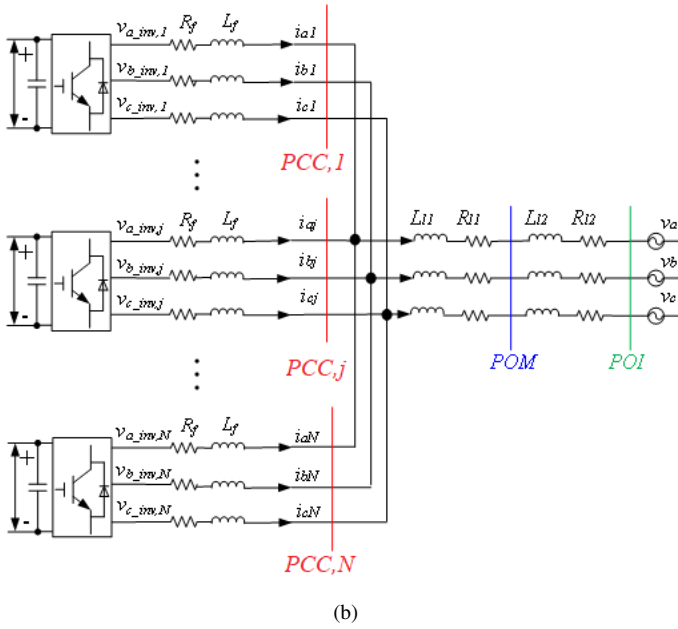 +
-
v_a_inv,1 R_f L_f i_a1
v_b_inv,1 i_b1
v_c_inv,1 i_c1
PCC,1
+
-
v_a_inv,j R_f L_f i_aj
v_b_inv,j i_bj
v_c_inv,j i_cj
PCC,j
L_l1 R_l1 L_l2 R_l2 v_a
v_b
v_c
POM POI
+
-
v_a_inv,N R_f L_f i_aN
v_b_inv,N i_bN
v_c_inv,N i_cN
PCC,N
(b)